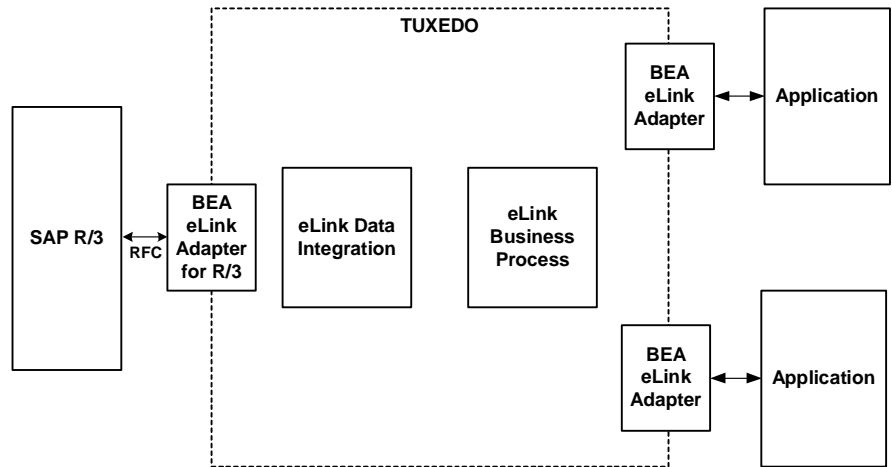 TUXEDO
BEA
eLink
Adapter
Application
SAP R/3
RFC
BEA
eLink
Adapter
for R/3
eLink Data
Integration
eLink
Business
Process
BEA
eLink
Adapter
Application